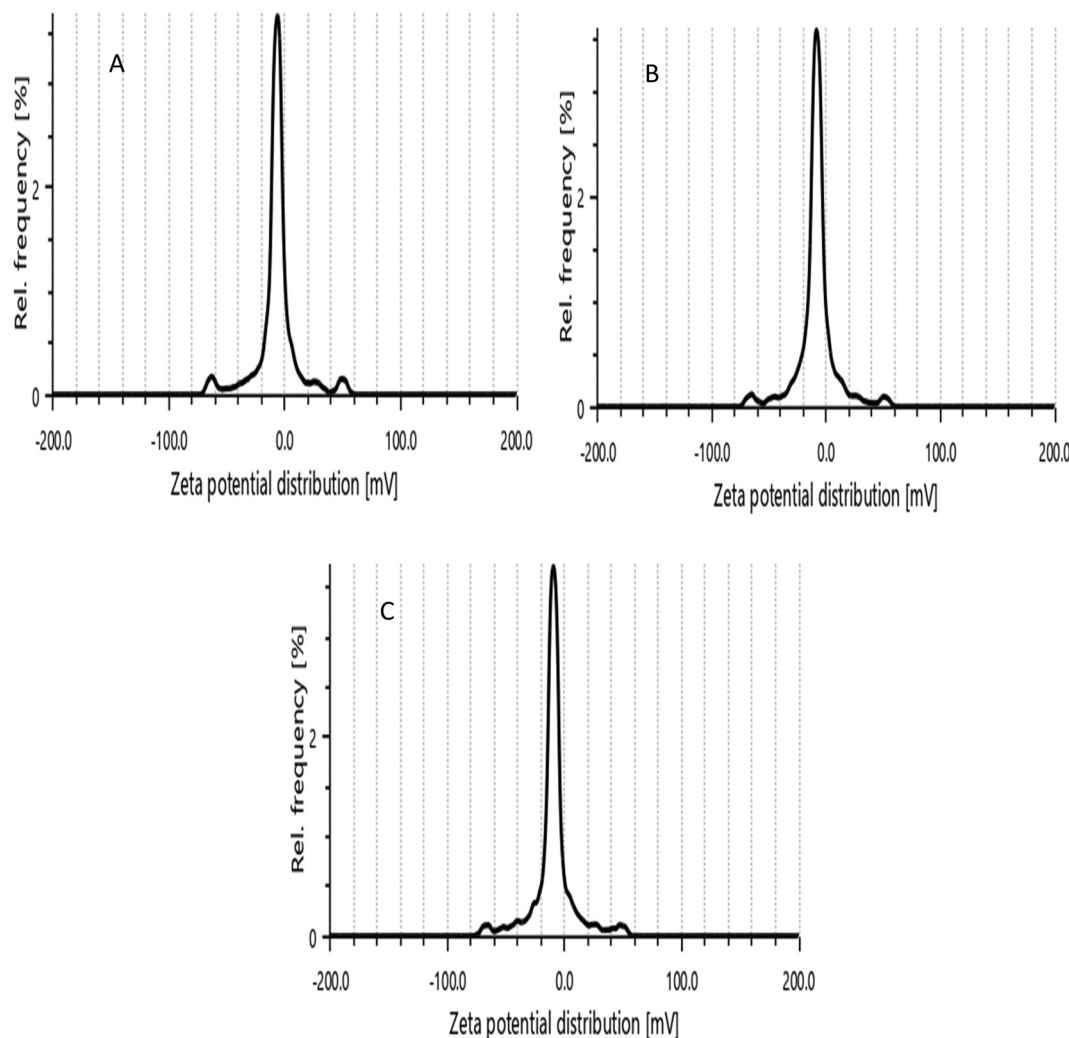 A
Rel. frequency [%]
2
0
-200.0 -100.0 0.0 100.0 200.0
Zeta potential distribution [mV]
B
Rel. frequency [%]
2
0
-200.0 -100.0 0.0 100.0 200.0
Zeta potential distribution [mV]
C
Rel. frequency [%]
2
0
-200.0 -100.0 0.0 100.0 200.0
Zeta potential distribution [mV]